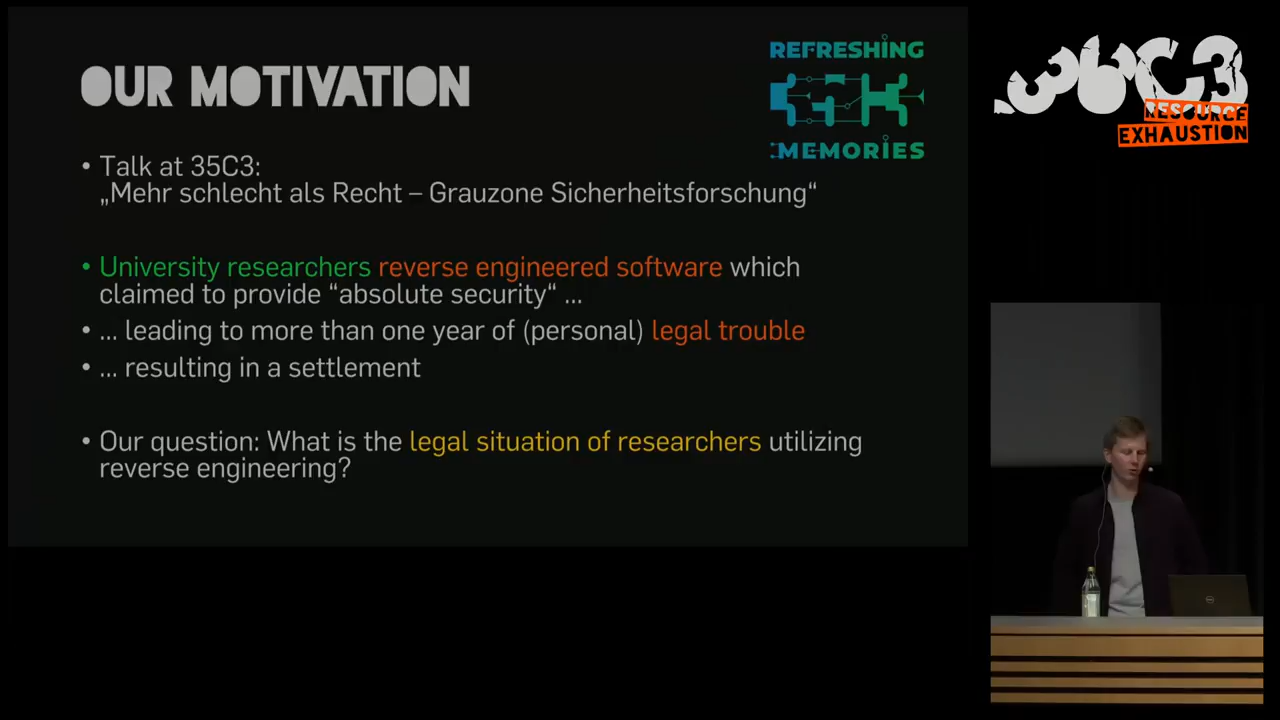 OUR MOTIVATION
REFRESHING
MEMORIES
• Talk at 35C3:
„Mehr schlecht als Recht – Grauzone Sicherheitsforschung“
• University researchers reverse engineered software which
claimed to provide “absolute security“ ...
• ... leading to more than one year of (personal) legal trouble
• ... resulting in a settlement
• Our question: What is the legal situation of researchers utilizing
reverse engineering?
36C3
RESOURCE
EXHAUSTION